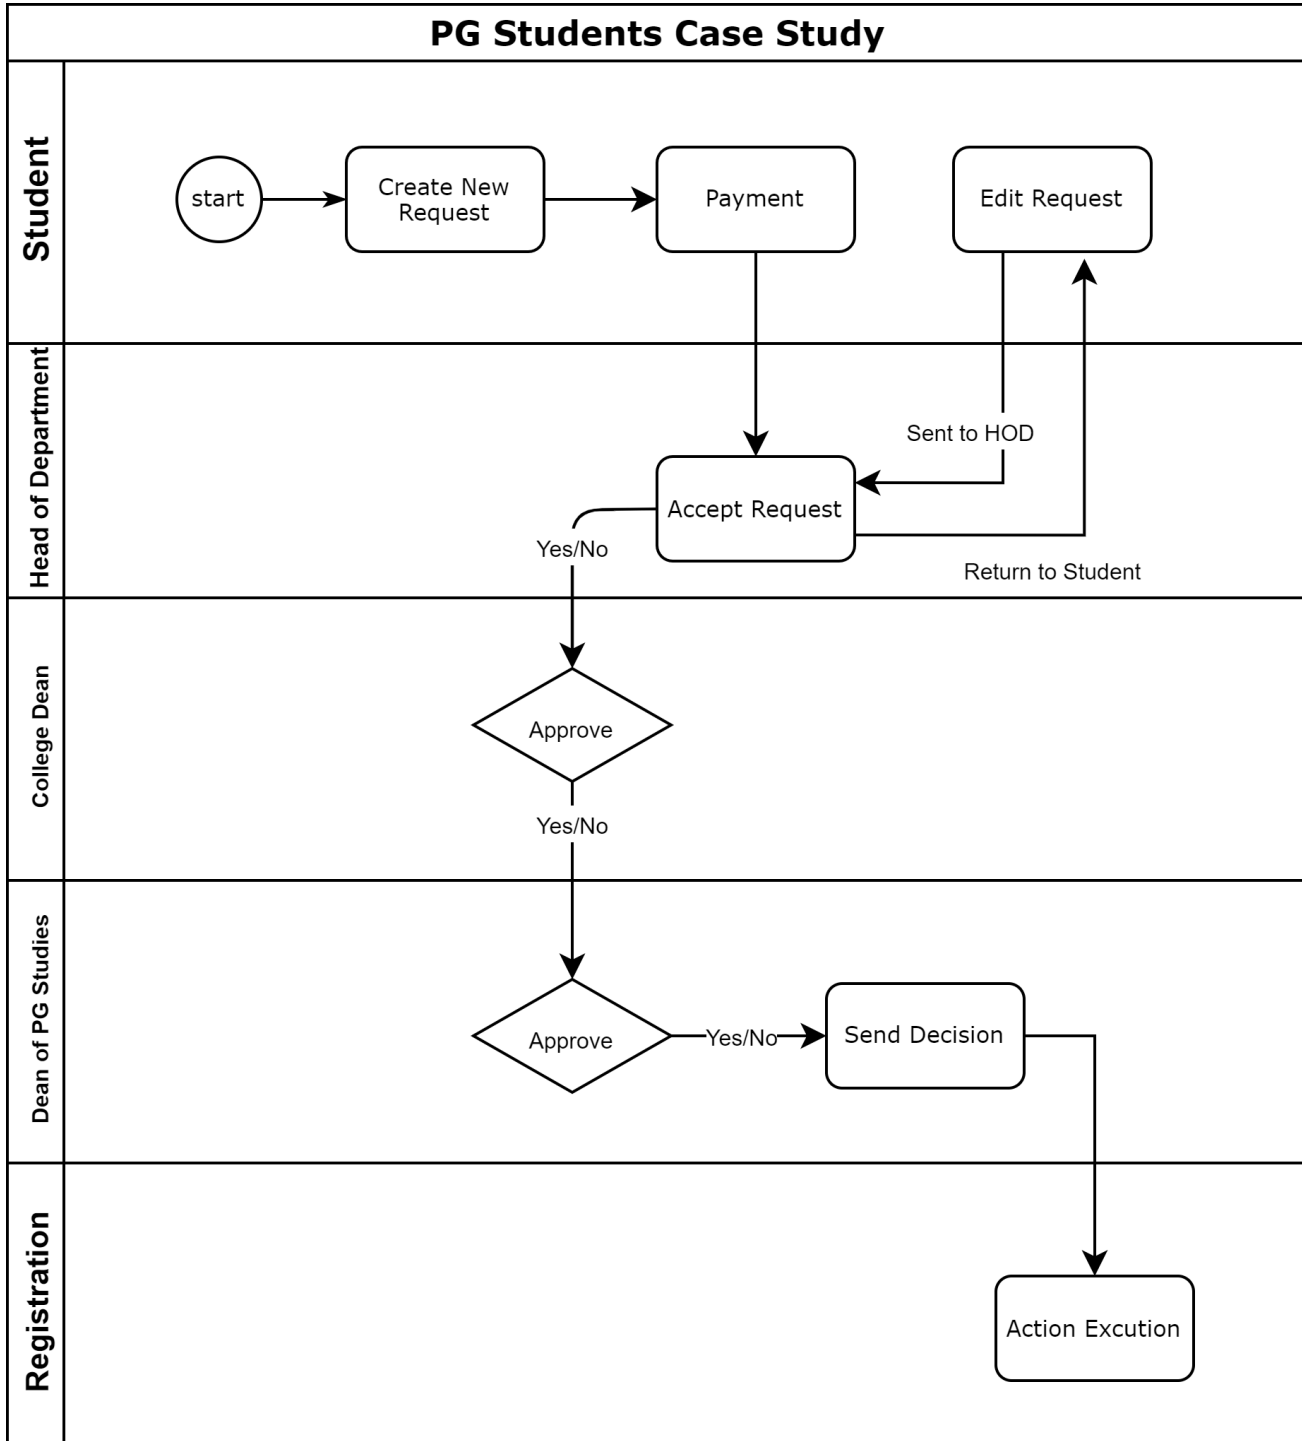 PG Students Case Study
Student
start
Create New
Request
Payment
Edit Request
Head of Department
Sent to HOD
Accept Request
Yes/No
Return to Student
College Dean
Approve
Yes/No
Dean of PG Studies
Approve
Yes/No
Send Decision
Registration
Action Excution